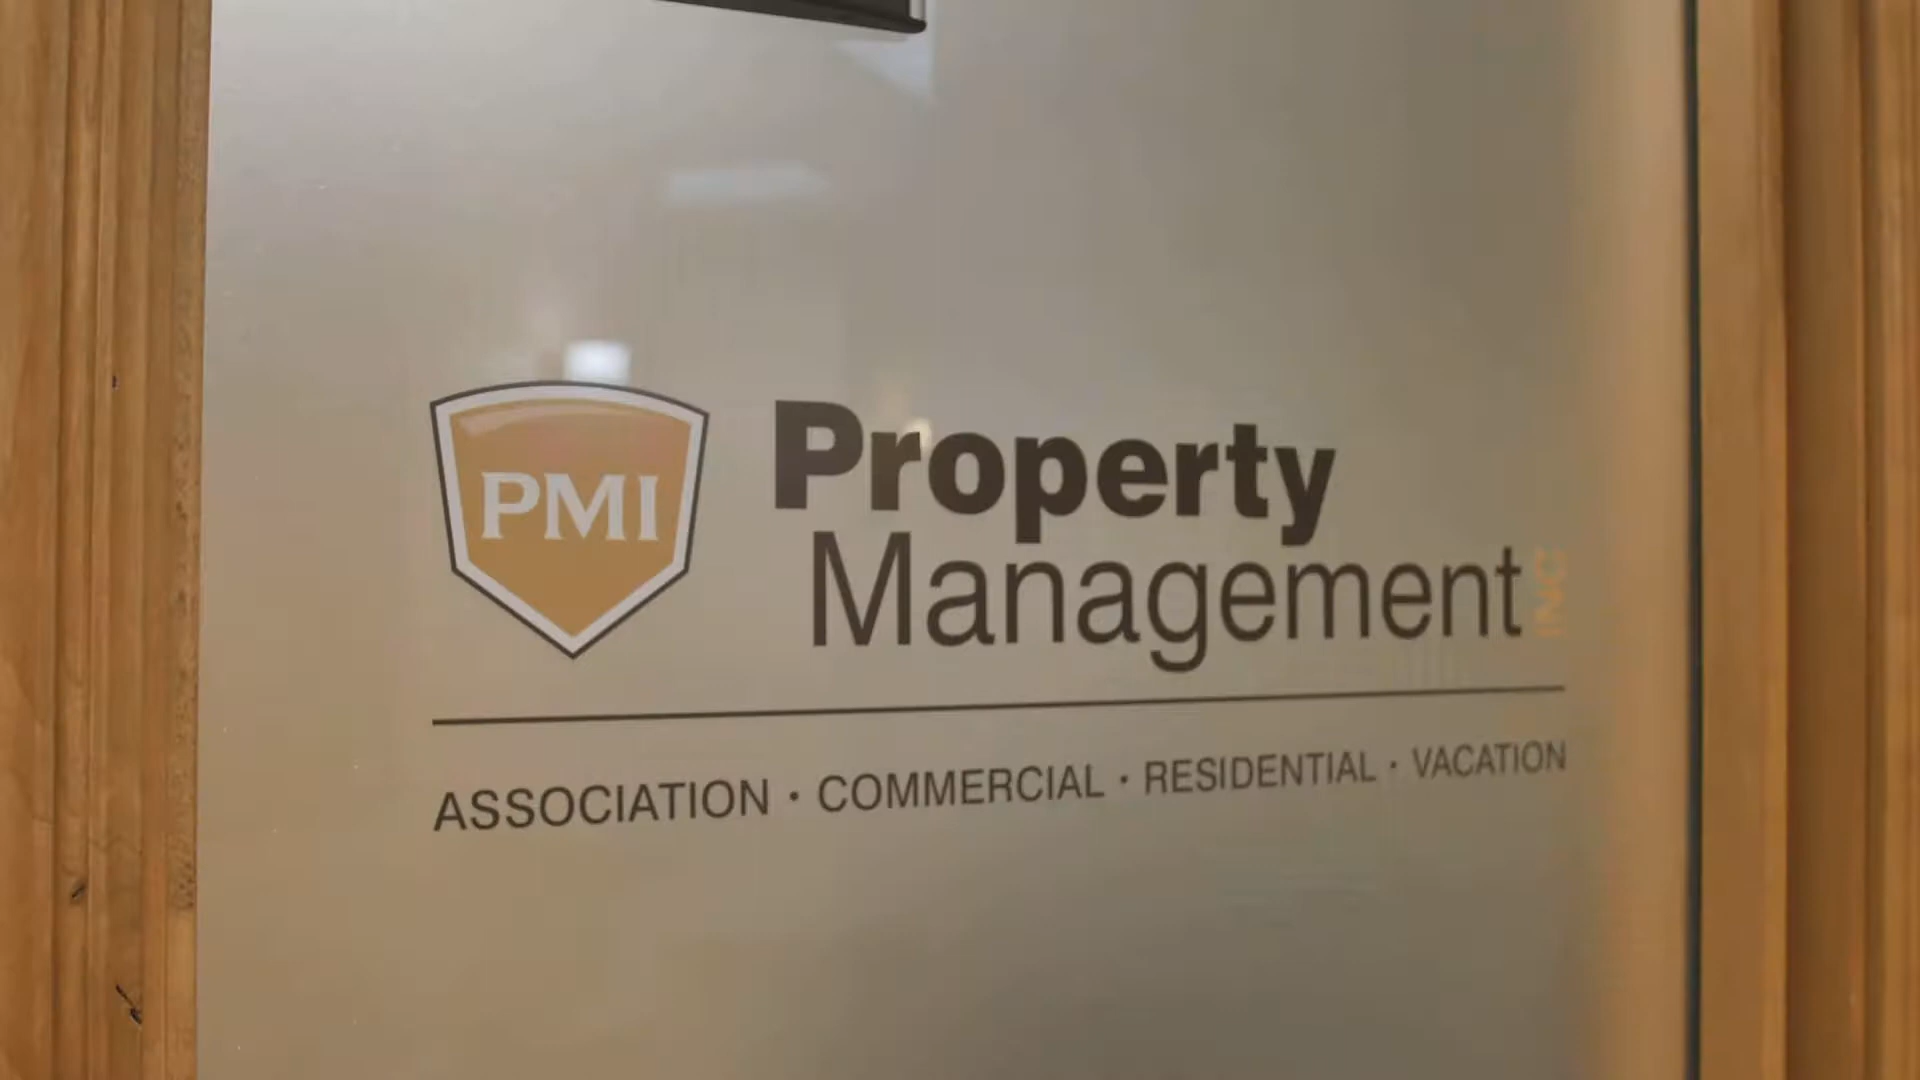 PMI
Property
Management INC
ASSOCIATION · COMMERCIAL · RESIDENTIAL · VACATION